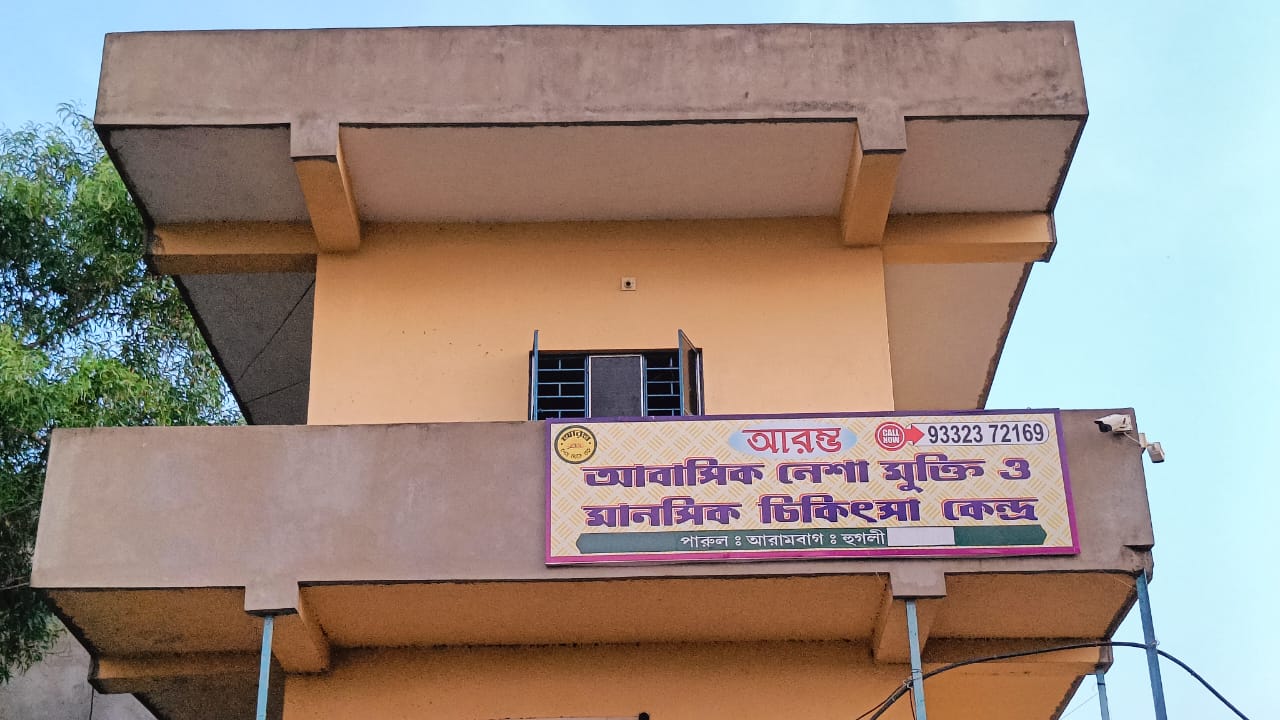 আরম্ভ
CALL NOW 93323 72169
আবাসিক নেশা মুক্তি ও
মানসিক চিকিৎসা কেন্দ্র
পারুল ঃ আরামবাগ ঃ হুগলী